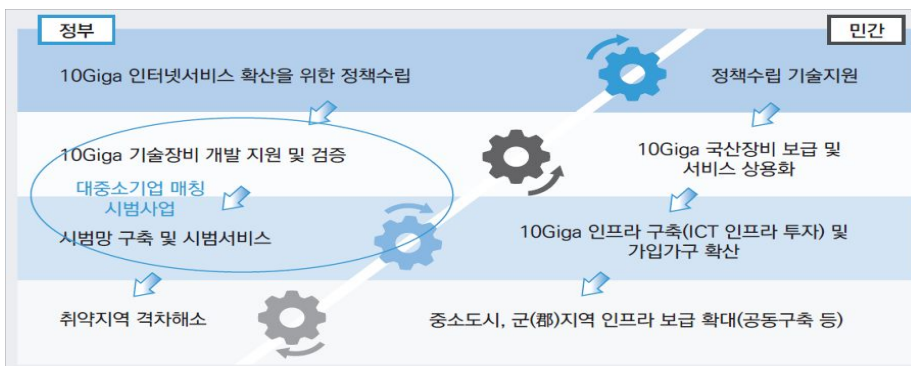 정부
민간
10Giga 인터넷서비스 확산을 위한 정책수립
정책수립 기술지원
10Giga 기술장비 개발 지원 및 검증
10Giga 국산장비 보급 및
서비스 상용화
대중소기업 매칭
시범사업
시범망 구축 및 시범서비스
10Giga 인프라 구축(ICT 인프라 투자) 및
가입가구 확산
취약지역 격차해소
중소도시, 군(郡)지역 인프라 보급 확대(공동구축 등)